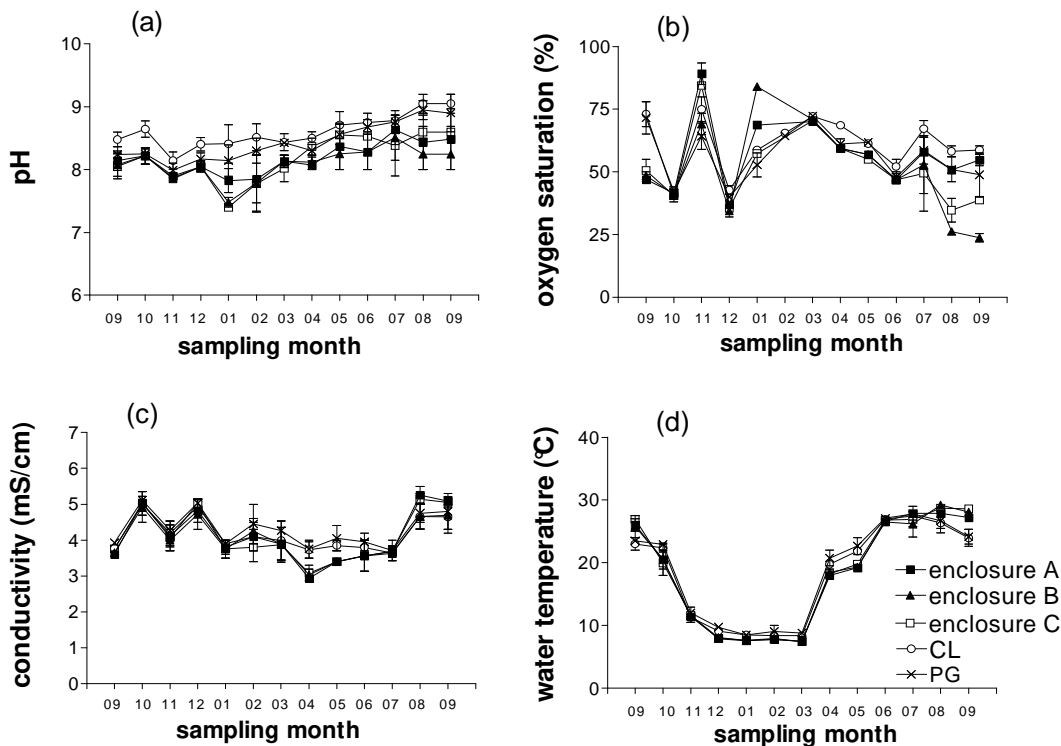 (a)
10
9
8
7
6
pH
09 10 11 12 01 02 03 04 05 06 07 08 09
sampling month
(b)
100
75
50
25
0
oxygen saturation (%)
09 10 11 12 01 02 03 04 05 06 07 08 09
sampling month
(c)
7
6
5
4
3
2
1
0
conductivity (mS/cm)
09 10 11 12 01 02 03 04 05 06 07 08 09
sampling month
(d)
40
30
20
10
0
water temperature (°C)
09 10 11 12 01 02 03 04 05 06 07 08 09
sampling month
enclosure A
enclosure B
enclosure C
CL
PG